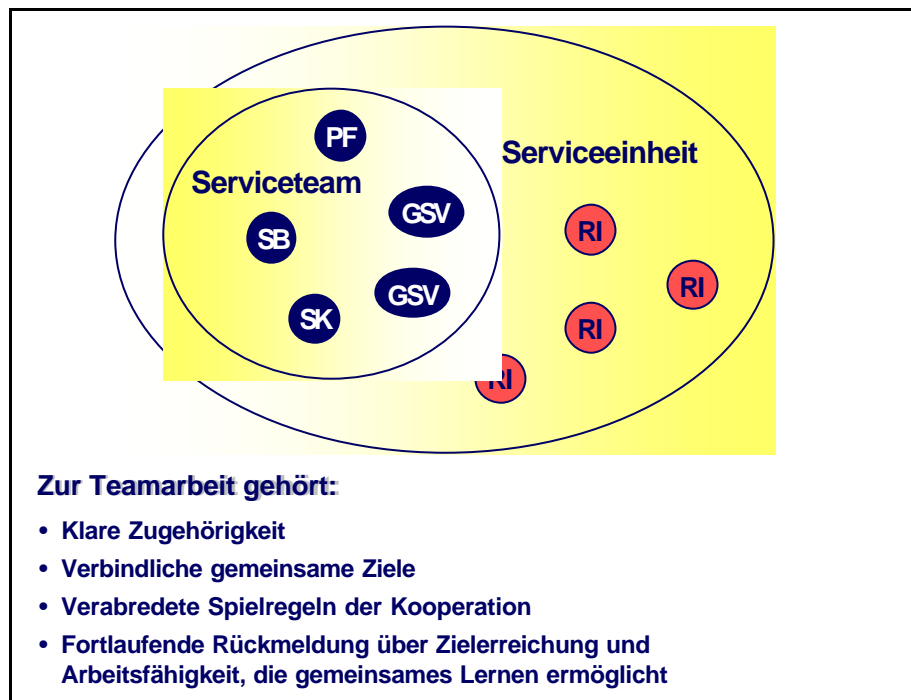 PF
Serviceeinheit
Serviceteam
GSV
SB
RI
GSV
RI
SK
RI
RI
Zur Teamarbeit gehört:
• Klare Zugehörigkeit
• Verbindliche gemeinsame Ziele
• Verabredete Spielregeln der Kooperation
• Fortlaufende Rückmeldung über Zielerreichung und
Arbeitsfähigkeit, die gemeinsames Lernen ermöglicht